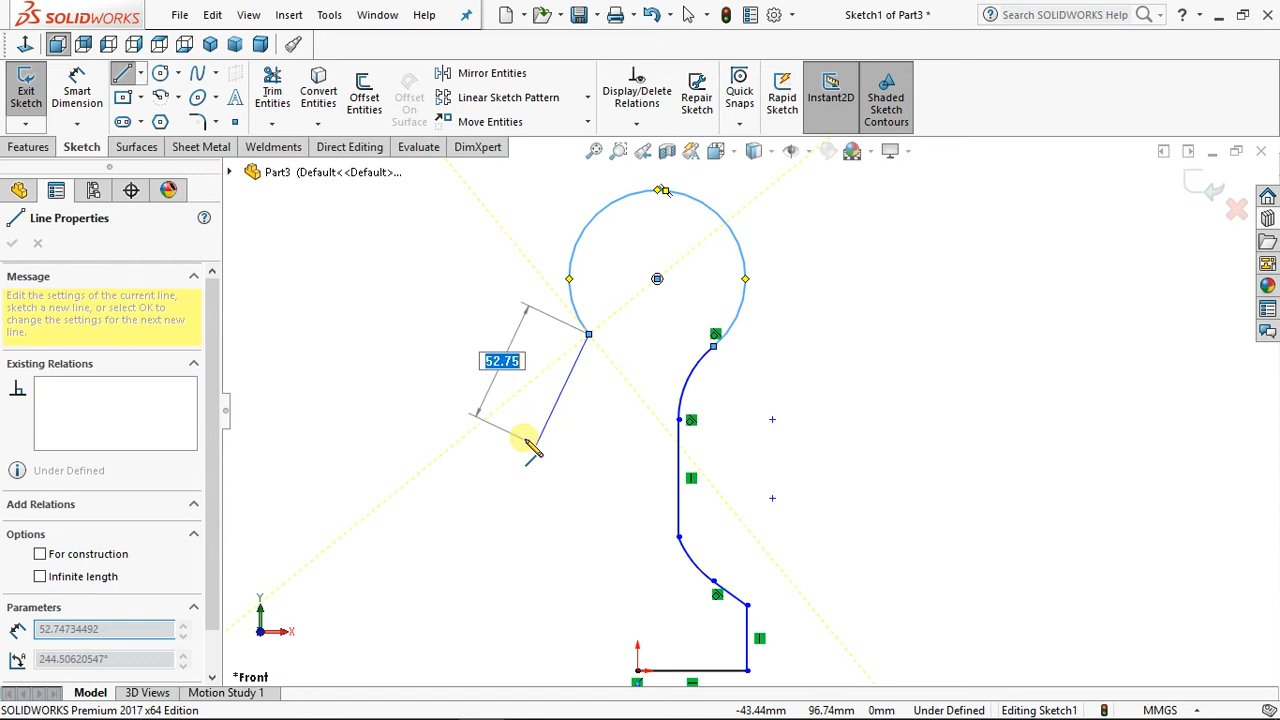 SOLIDWORKS
File Edit View Insert Tools Window Help
Sketch1 of Part3 *
Search SOLIDWORKS Help
?
Exit Sketch
Smart Dimension
Trim Entities
Convert Entities
Offset Entities
Offset On Surface
Mirror Entities
Linear Sketch Pattern
Move Entities
Display/Delete Relations
Repair Sketch
Quick Snaps
Rapid Sketch
Instant2D
Shaded Sketch Contours
Features Sketch Surfaces Sheet Metal Weldments Direct Editing Evaluate DimXpert
Part3 (Default<<Default>...
Line Properties
Message
Edit the settings of the current line,
sketch a new line, or select OK to
change the settings for the next new
line.
Existing Relations
Under Defined
Add Relations
Options
For construction
Infinite length
Parameters
52.74734492
244.50620547°
52.75
Y
X
*Front
Model 3D Views Motion Study 1
SOLIDWORKS Premium 2017 x64 Edition
-43.44mm 96.74mm 0mm Under Defined Editing Sketch1 MMGS